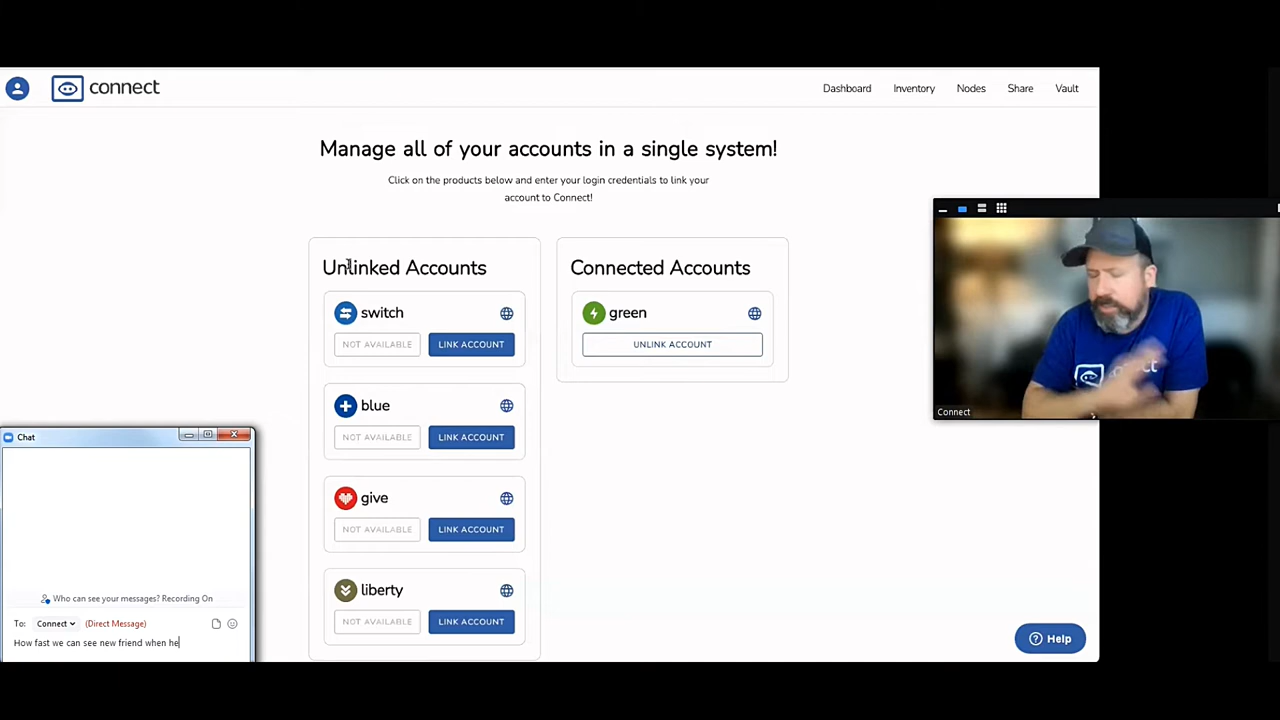 connect
Dashboard
Inventory
Nodes
Share
Vault
Manage all of your accounts in a single system!
Click on the products below and enter your login credentials to link your
account to Connect!
Unlinked Accounts
switch
NOT AVAILABLE
LINK ACCOUNT
blue
NOT AVAILABLE
LINK ACCOUNT
give
NOT AVAILABLE
LINK ACCOUNT
liberty
NOT AVAILABLE
LINK ACCOUNT
Connected Accounts
green
UNLINK ACCOUNT
Connect
Help
Chat
Who can see your messages? Recording On
To: Connect (Direct Message)
How fast we can see new friend when he